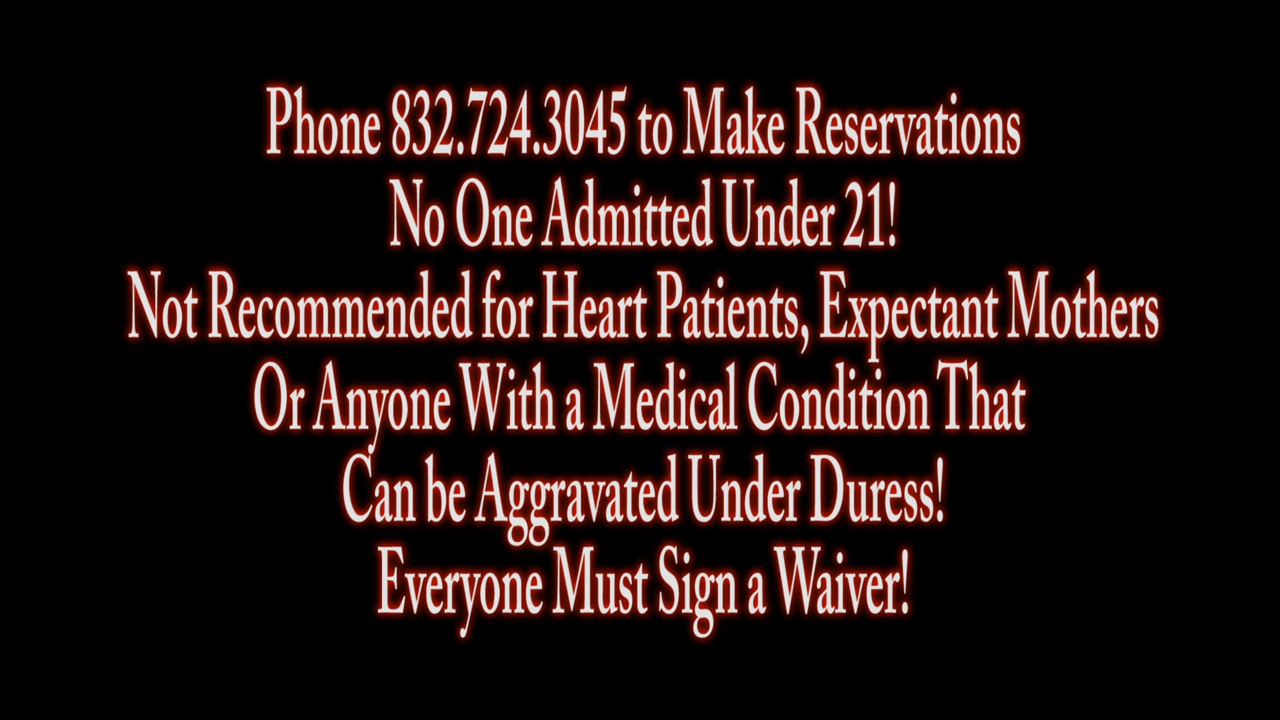 Phone 832.724.3045 to Make Reservations
No One Admitted Under 21!
Not Recommended for Heart Patients, Expectant Mothers
Or Anyone With a Medical Condition That
Can be Aggravated Under Duress!
Everyone Must Sign a Waiver!